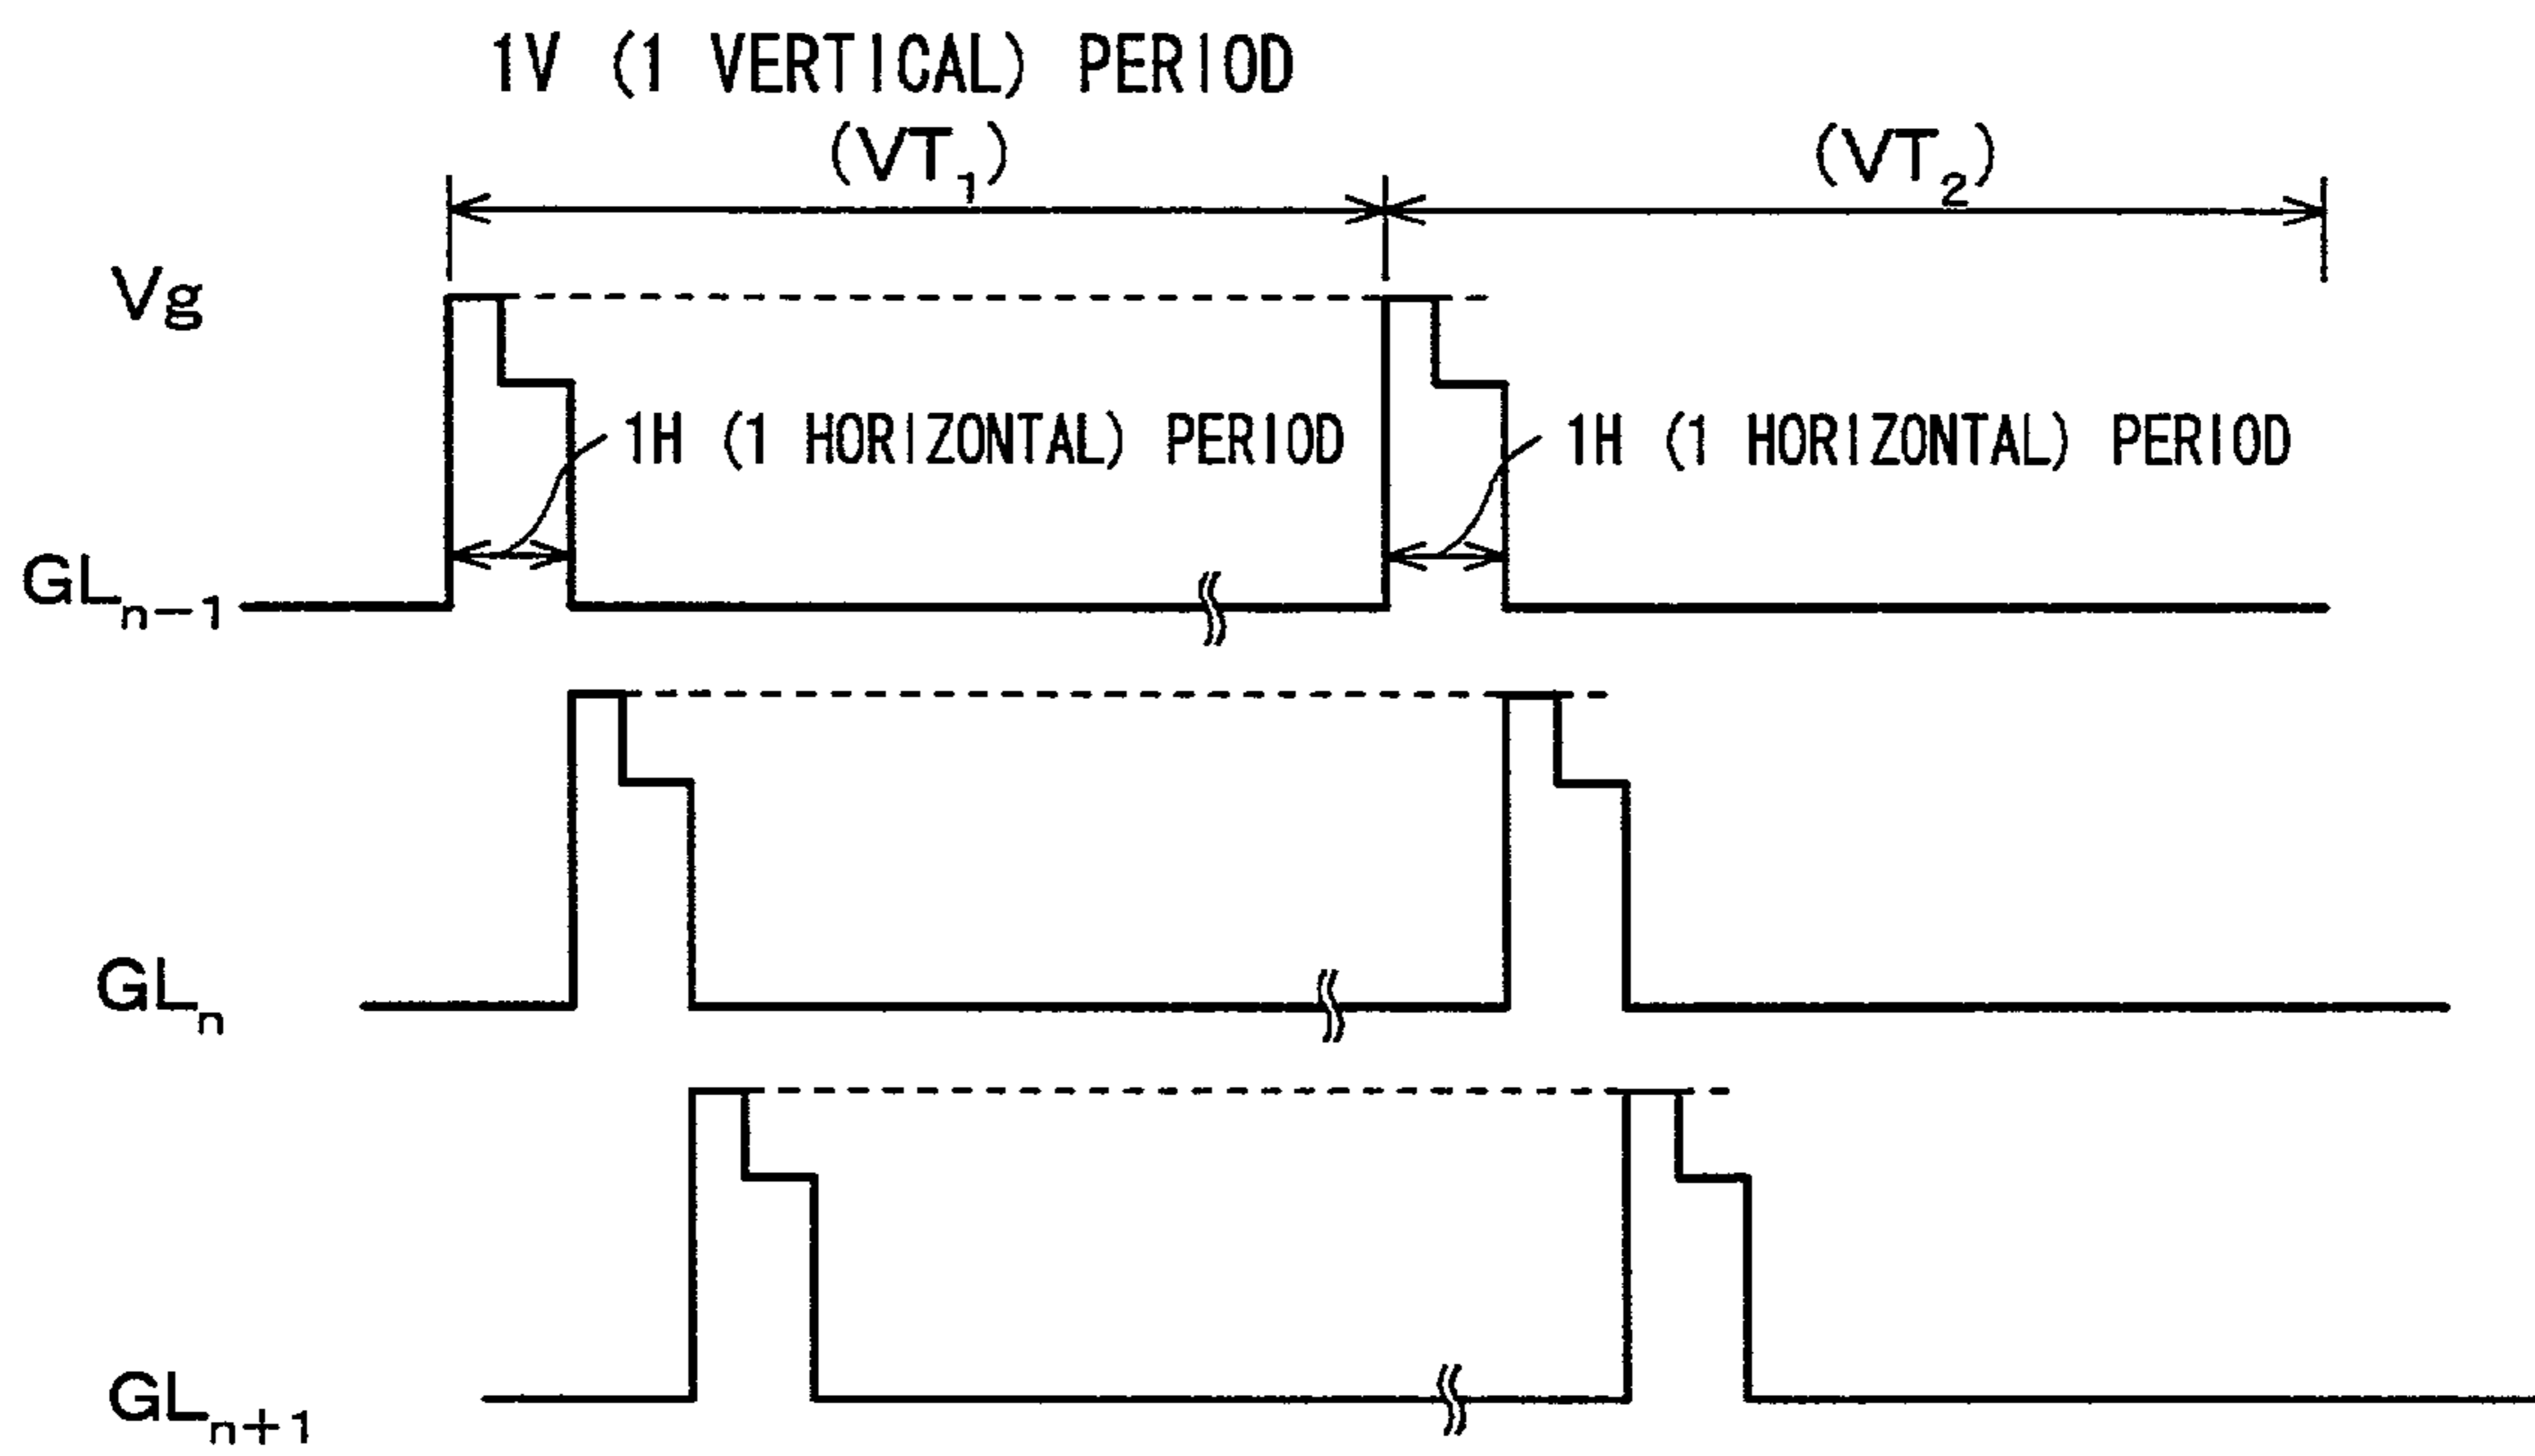 1V (1 VERTICAL) PERIOD
(VT1) (VT2)
Vg
1H (1 HORIZONTAL) PERIOD 1H (1 HORIZONTAL) PERIOD
GLn-1
GLn
GLn+1